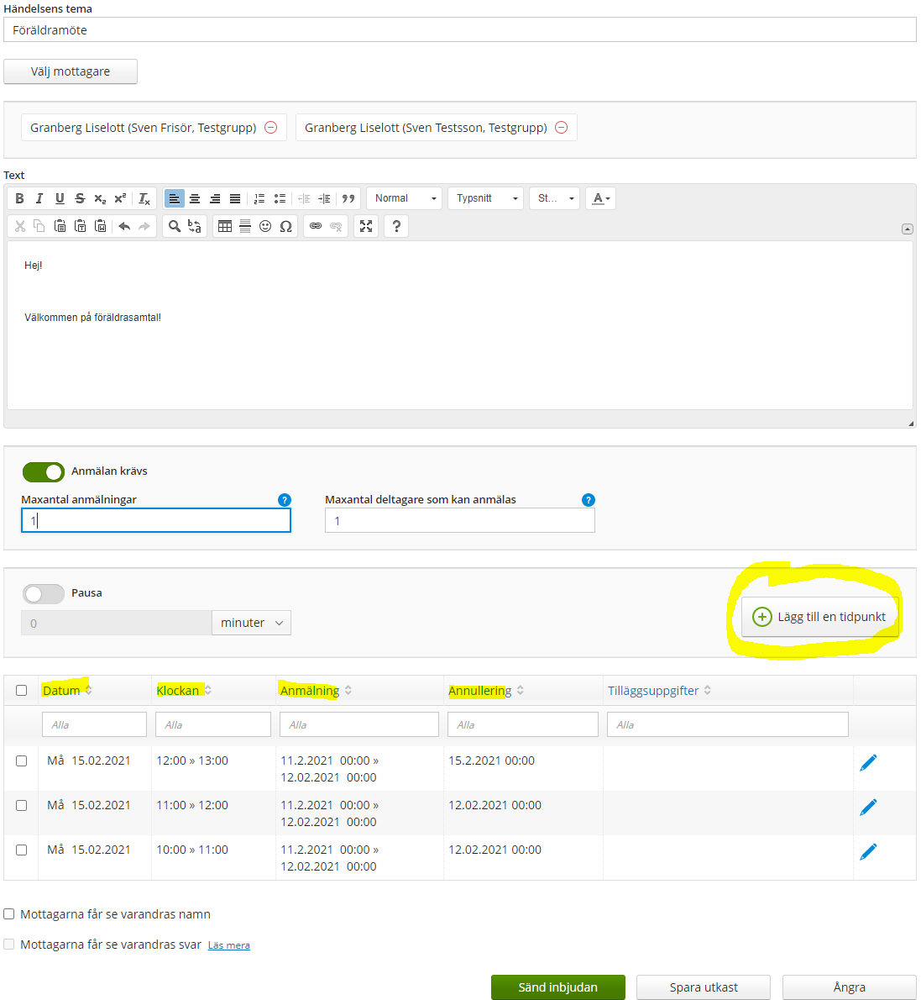 Händelsens tema
Föräldramöte
Välj mottagare
Granberg Liselott (Sven Frisör, Testgrupp) Granberg Liselott (Sven Testsson, Testgrupp)
Text
B I U S x₂ x² Tx Normal Typsnitt St... A
?
Hej!
Välkommen på föräldrasamtal!
Anmälan krävs
Maxantal anmälningar ? Maxantal deltagare som kan anmälas ?
1 1
Pausa
0 minuter
Lägg till en tidpunkt
Datum Klockan Anmälning Annullering Tilläggsuppgifter
Alla Alla Alla Alla Alla
Må 15.02.2021 12:00 » 13:00 11.2.2021 00:00 » 15.2.2021 00:00
12.02.2021 00:00
Må 15.02.2021 11:00 » 12:00 11.2.2021 00:00 » 12.02.2021 00:00
12.02.2021 00:00
Må 15.02.2021 10:00 » 11:00 11.2.2021 00:00 » 12.02.2021 00:00
12.02.2021 00:00
Mottagarna får se varandras namn
Mottagarna får se varandras svar Läs mera
Sänd inbjudan Spara utkast Ångra